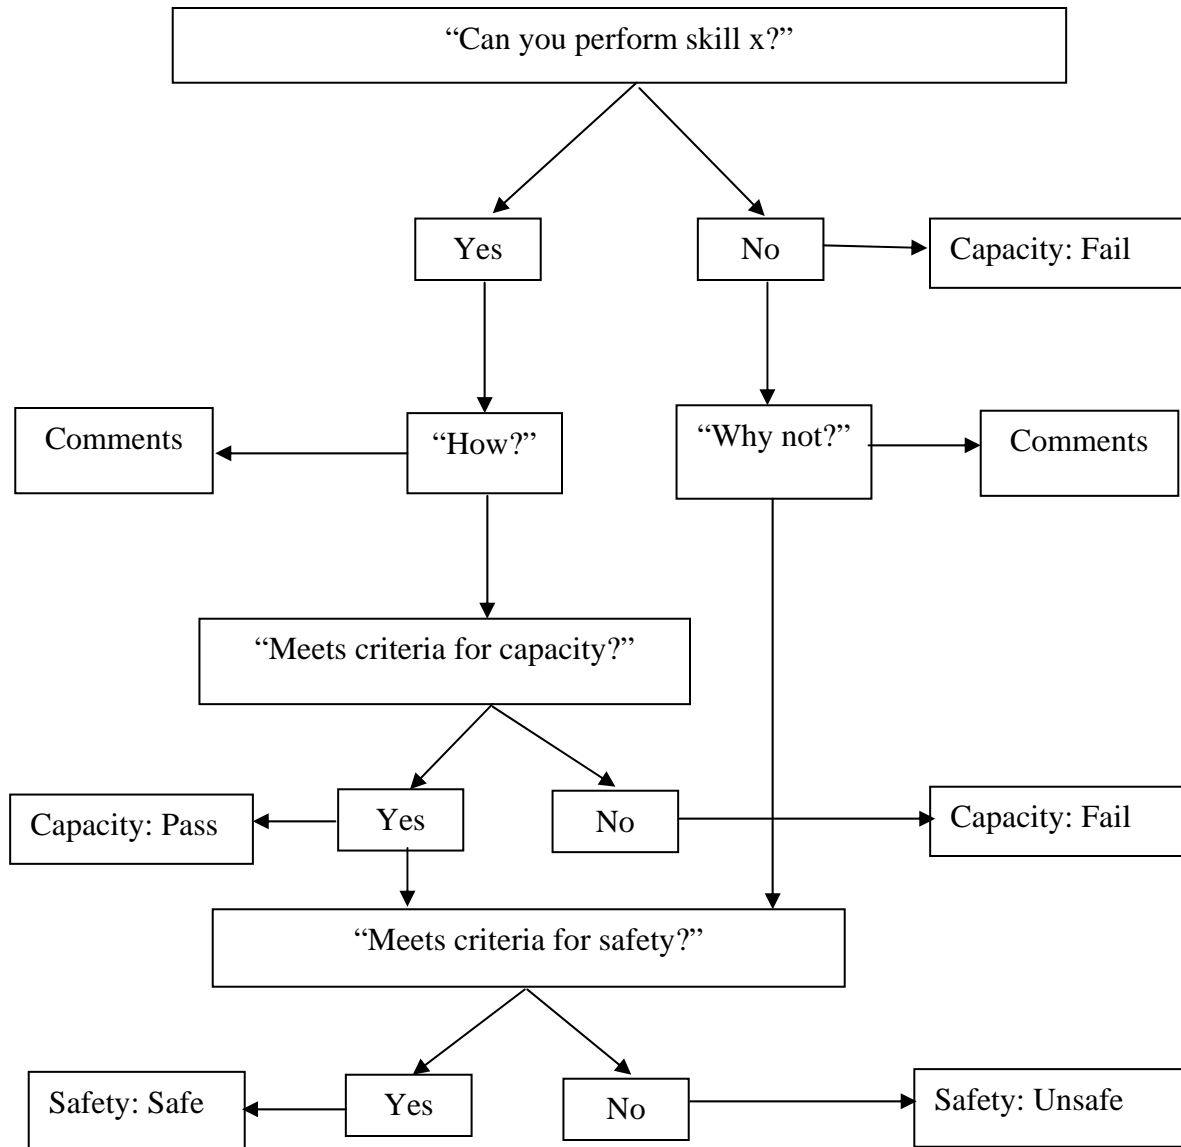 “Can you perform skill x?”
Yes
No
Capacity: Fail
Comments
“How?”
“Why not?”
Comments
“Meets criteria for capacity?”
Capacity: Pass
Yes
No
Capacity: Fail
“Meets criteria for safety?”
Safety: Safe
Yes
No
Safety: Unsafe